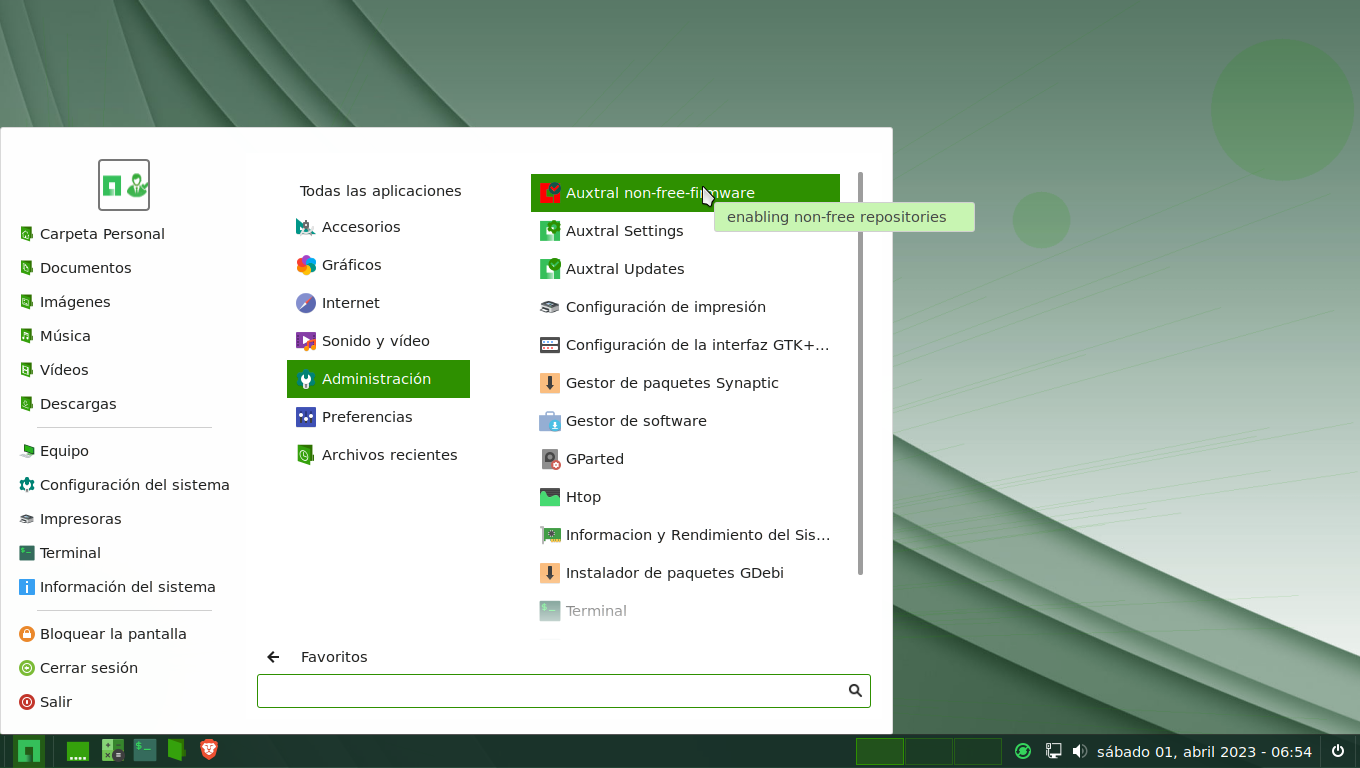 Carpeta Personal
Documentos
Imágenes
Música
Vídeos
Descargas
Equipo
Configuración del sistema
Impresoras
Terminal
Información del sistema
Bloquear la pantalla
Cerrar sesión
Salir
Todas las aplicaciones
Accesorios
Gráficos
Internet
Sonido y vídeo
Administración
Preferencias
Archivos recientes
Auxtral non-free-firmware
enabling non-free repositories
Auxtral Settings
Auxtral Updates
Configuración de impresión
Configuración de la interfaz GTK+...
Gestor de paquetes Synaptic
Gestor de software
GParted
Htop
Informacion y Rendimiento del Sis...
Instalador de paquetes GDebi
Terminal
Favoritos
sábado 01, abril 2023 - 06:54